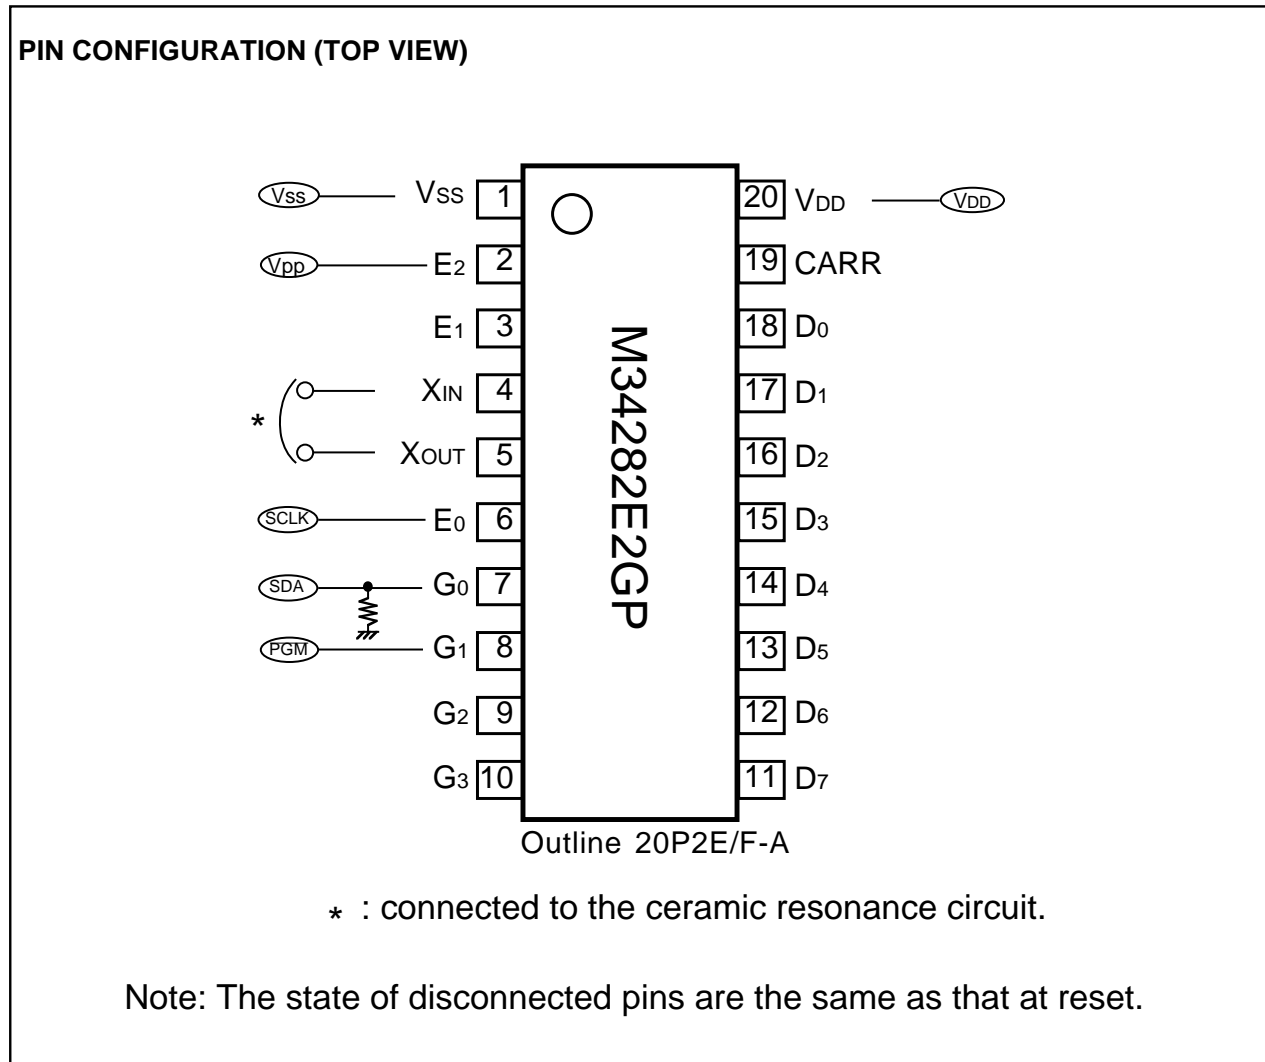 PIN CONFIGURATION (TOP VIEW)
Vss VSS 1 20 VDD VDD
Vpp E2 2 19 CARR
E1 3 18 D0
XIN 4 17 D1
*
XOUT 5 16 D2
SCLK E0 6 15 D3
SDA G0 7 14 D4
PGM G1 8 13 D5
G2 9 12 D6
G3 10 11 D7
M34282E2GP
Outline 20P2E/F-A
* : connected to the ceramic resonance circuit.
Note: The state of disconnected pins are the same as that at reset.